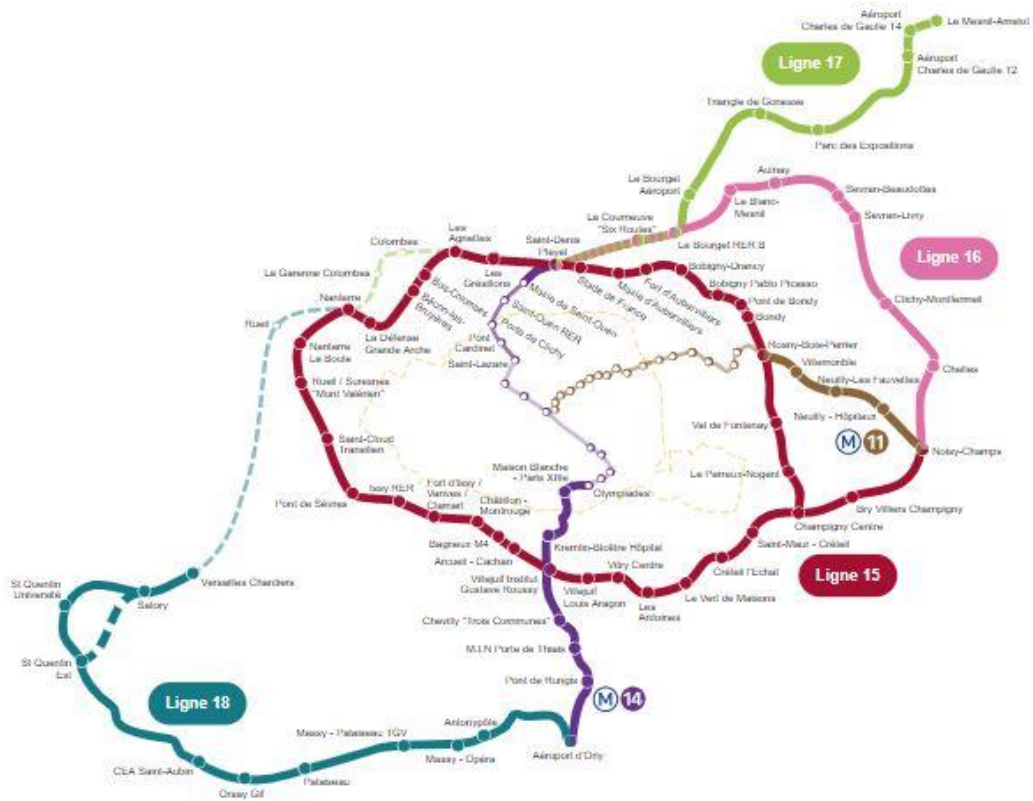 Aéroport
Charles de Gaulle T4
Le Mesnil-Amelot
Ligne 17
Aéroport
Charles de Gaulle T2
Triangle de Gonesse
Parc des Expositions
Le Bourget
Aéroport
Aulnay
Le Blanc-
Mesnil
Sevran-Beaudottes
Sevran-Livry
La Courneuve
"Six Routes"
Le Bourget RER B
Ligne 16
Les
Agnettes
Colombes
Saint-Denis
Pleyel
La Garenne Colombes
Les
Grésillons
Bois-Colombes
Bécon-les-
Bruyères
Mairie de Saint-Ouen
Saint-Ouen RER
Porte de Clichy
Stade de France
Mairie d'Aubervilliers
Fort d'Aubervilliers
Bobigny-Drancy
Bobigny Pablo Picasso
Pont de Bondy
Bondy
Clichy-Montfermeil
Nanterre
Rueil
La Défense
Grande Arche
Pont
Cardinet
Saint-Lazare
Nanterre
La Boule
Rosny-Bois-Perrier
Villemomble
Neuilly-Les Fauvelles
Chelles
Rueil / Suresnes
"Mont Valérien"
Neuilly - Hôpitaux
Val de Fontenay
M 11
Noisy-Champs
Saint-Cloud
Transilien
Le Perreux-Nogent
Maison Blanche
- Paris XIIIe
Olympiades
Pont de Sèvres
Issy RER
Fort d'Issy /
Vanves /
Clamart
Châtillon -
Montrouge
Bry Villiers Champigny
Champigny Centre
Saint-Maur - Créteil
Bagneux M4
Arcueil - Cachan
Kremlin-Bicêtre Hôpital
Villejuif Institut
Gustave Roussy
Vitry Centre
Créteil l'Echat
Ligne 15
Villejuif
Louis Aragon
Les
Ardoines
Le Vert de Maisons
St Quentin
Université
Versailles Chantiers
Satory
Chevilly "Trois Communes"
M.I.N Porte de Thiais
St Quentin
Est
Pont de Rungis
M 14
Ligne 18
Antonypôle
Massy - Palaiseau TGV
Massy - Opéra
Aéroport d'Orly
CEA Saint-Aubin
Palaiseau
Orsay Gif